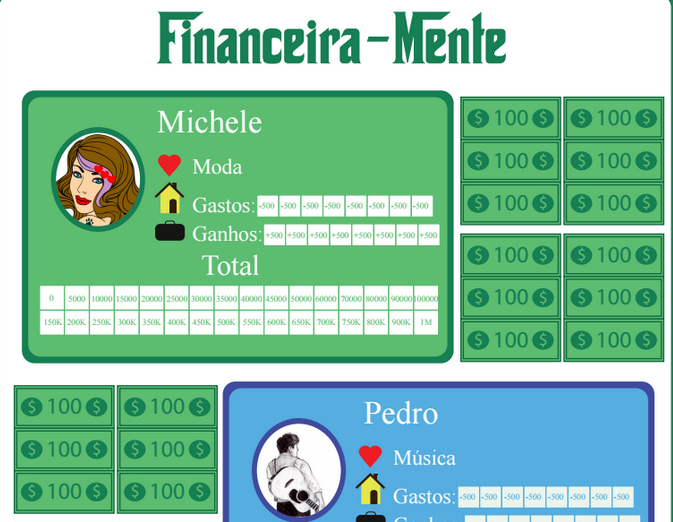 Financeira-Mente
Michele
Moda
Gastos: -500 -500 -500 -500 -500 -500 -500 -500
Ganhos: +500 +500 +500 +500 +500 +500 +500 +500
Total
0 5000 10000 15000 20000 25000 30000 35000 40000 45000 50000 60000 70000 80000 90000 100000
150K 200K 250K 300K 350K 400K 450K 500K 550K 600K 650K 700K 750K 800K 900K 1M
$ 100 $ $ 100 $
$ 100 $ $ 100 $
$ 100 $ $ 100 $
$ 100 $ $ 100 $
$ 100 $ $ 100 $
$ 100 $ $ 100 $
$ 100 $ $ 100 $
$ 100 $ $ 100 $
$ 100 $ $ 100 $
Pedro
Música
Gastos: -500 -500 -500 -500 -500 -500 -500 -500